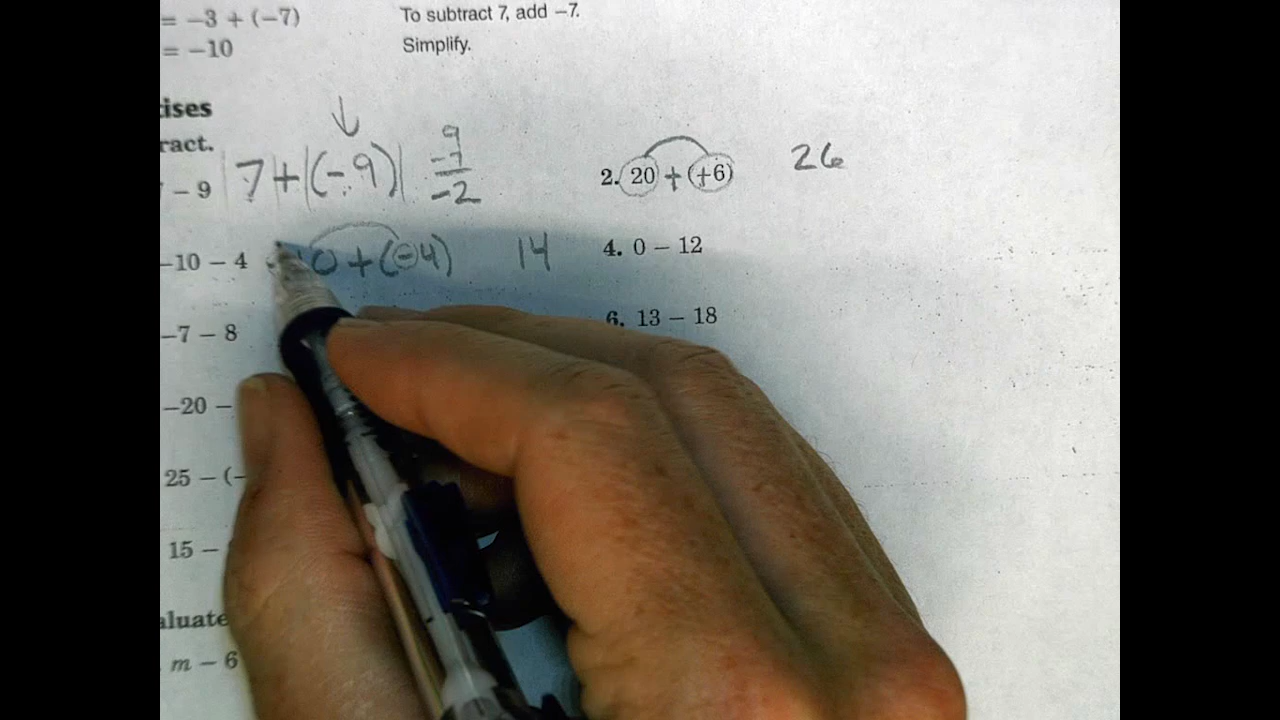 = −3 + (−7) To subtract 7, add −7.
= −10 Simplify.
ises
ract.
− 9 |7|+|(-9)| 9 2. 20 + (+6) 26
-7
-2
−10 − 4 10 + (-4) 14 4. 0 − 12
−7 − 8 6. 13 − 18
−20 −
25 − (−
15 −
aluate
m − 6